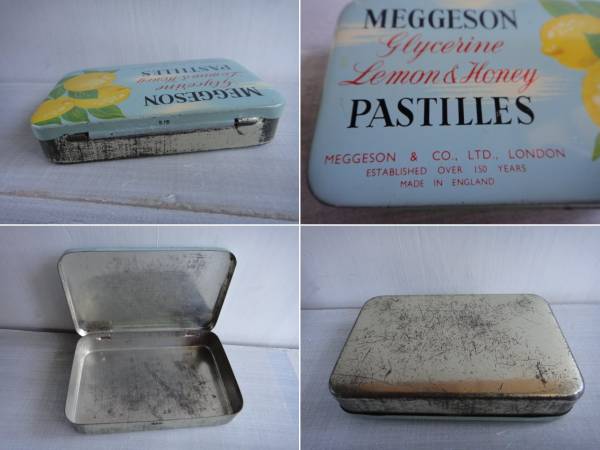 MEGGESON
Glycerine
Lemon & Honey
PASTILLES
MEGGESON
Glycerine
Lemon & Honey
PASTILLES
MEGGESON & CO., LTD., LONDON
ESTABLISHED OVER 150 YEARS
MADE IN ENGLAND